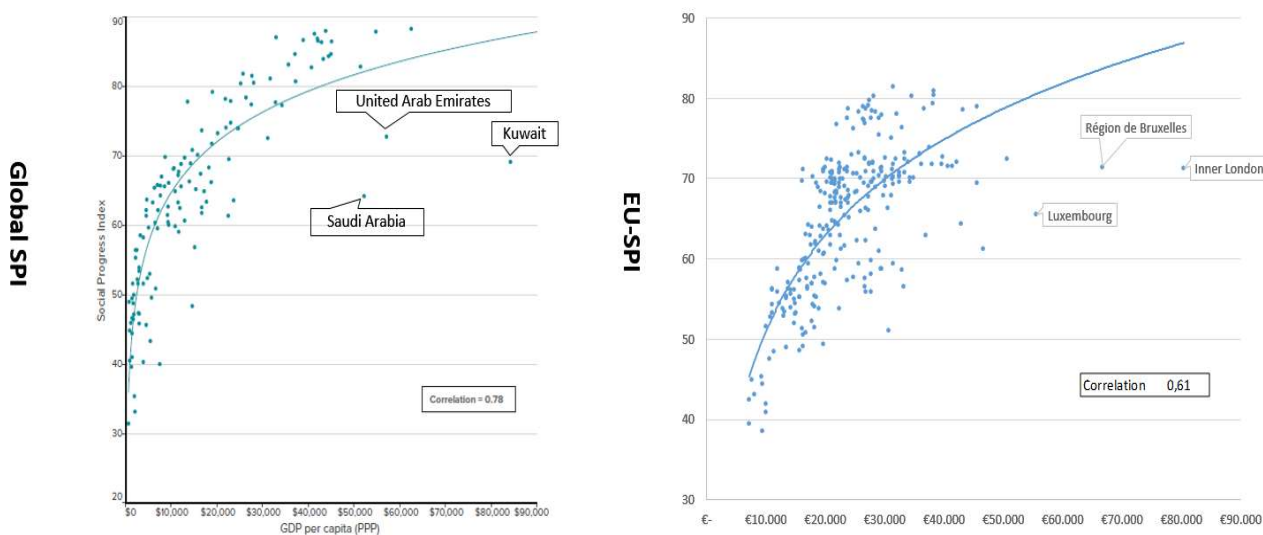 Global SPI
Social Progress Index
90
80
70
60
50
40
30
20
United Arab Emirates
Kuwait
Saudi Arabia
Correlation = 0.78
$0
$10,000
$20,000
$30,000
$40,000
$50,000
$60,000
$70,000
$80,000
$90,000
GDP per capita (PPP)
EU-SPI
90
80
70
60
50
40
30
Région de Bruxelles
Inner London
Luxembourg
Correlation 0,61
€-
€10.000
€20.000
€30.000
€40.000
€50.000
€60.000
€70.000
€80.000
€90.000